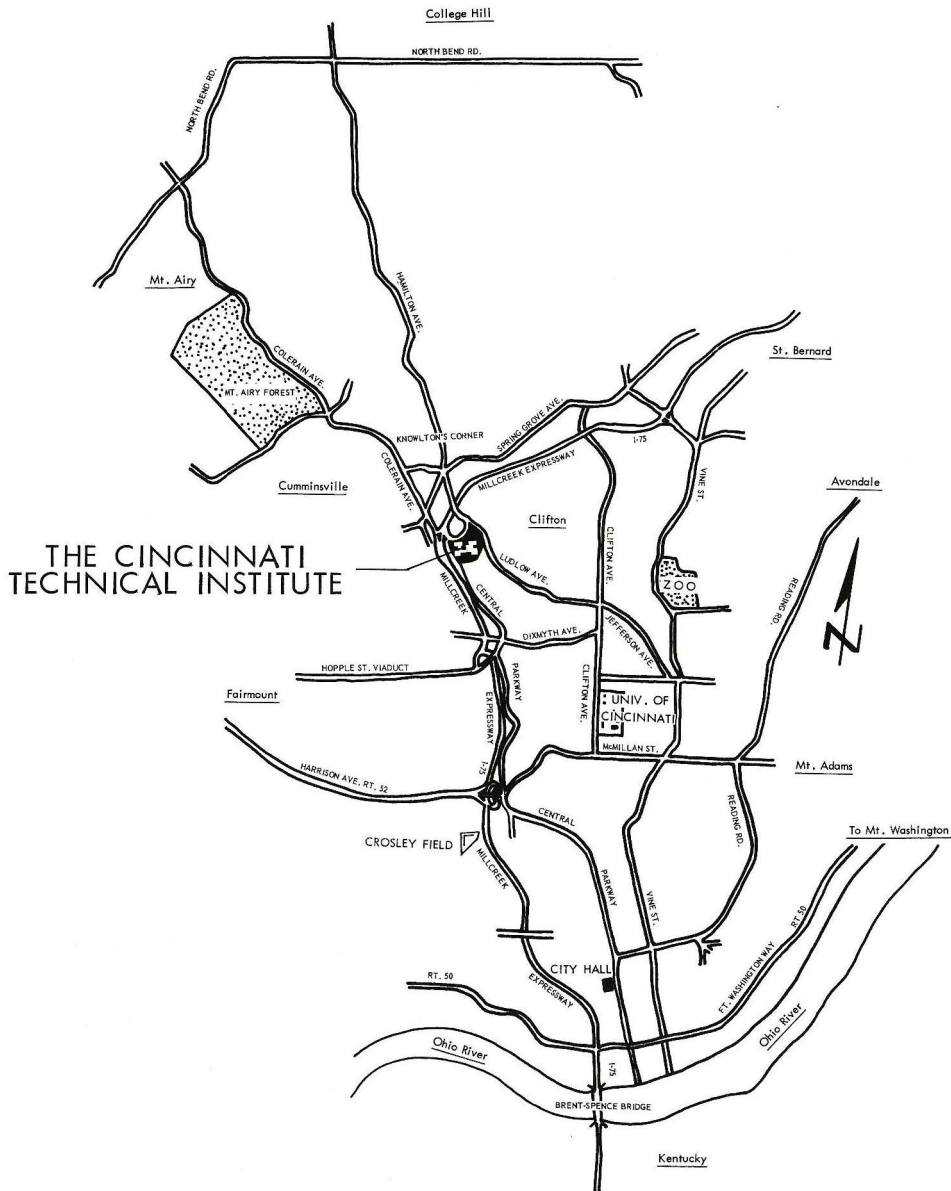 College Hill
NORTH BEND RD.
NORTH BEND RD.
Mt. Airy
HAMILTON AVE.
St. Bernard
COLERAIN AVE.
MT. AIRY FOREST
KNOWLTON'S CORNER
SPRING GROVE AVE.
I-75
MILLCREEK EXPRESSWAY
COLERAIN AVE.
VINE ST.
Cumminsville
Avondale
Clifton
CLIFTON AVE.
THE CINCINNATI
TECHNICAL INSTITUTE
LUDLOW AVE.
ZOO
READING RD.
MILLCREEK
CENTRAL
N
DIXMYTH AVE.
JEFFERSON AVE.
HOPPLE ST. VIADUCT
PARKWAY
CLIFTON AVE.
Fairmount
EXPRESSWAY
UNIV. OF
CINCINNATI
McMILLAN ST.
Mt. Adams
HARRISON AVE. RT. 52
I-75
CENTRAL
READING RD.
To Mt. Washington
CROSLEY FIELD
MILLCREEK
PARKWAY
VINE ST.
RT 50
CITY HALL
RT. 50
EXPRESSWAY
FT. WASHINGTON WAY
Ohio River
Ohio River
I-75
BRENT-SPENCE BRIDGE
Kentucky